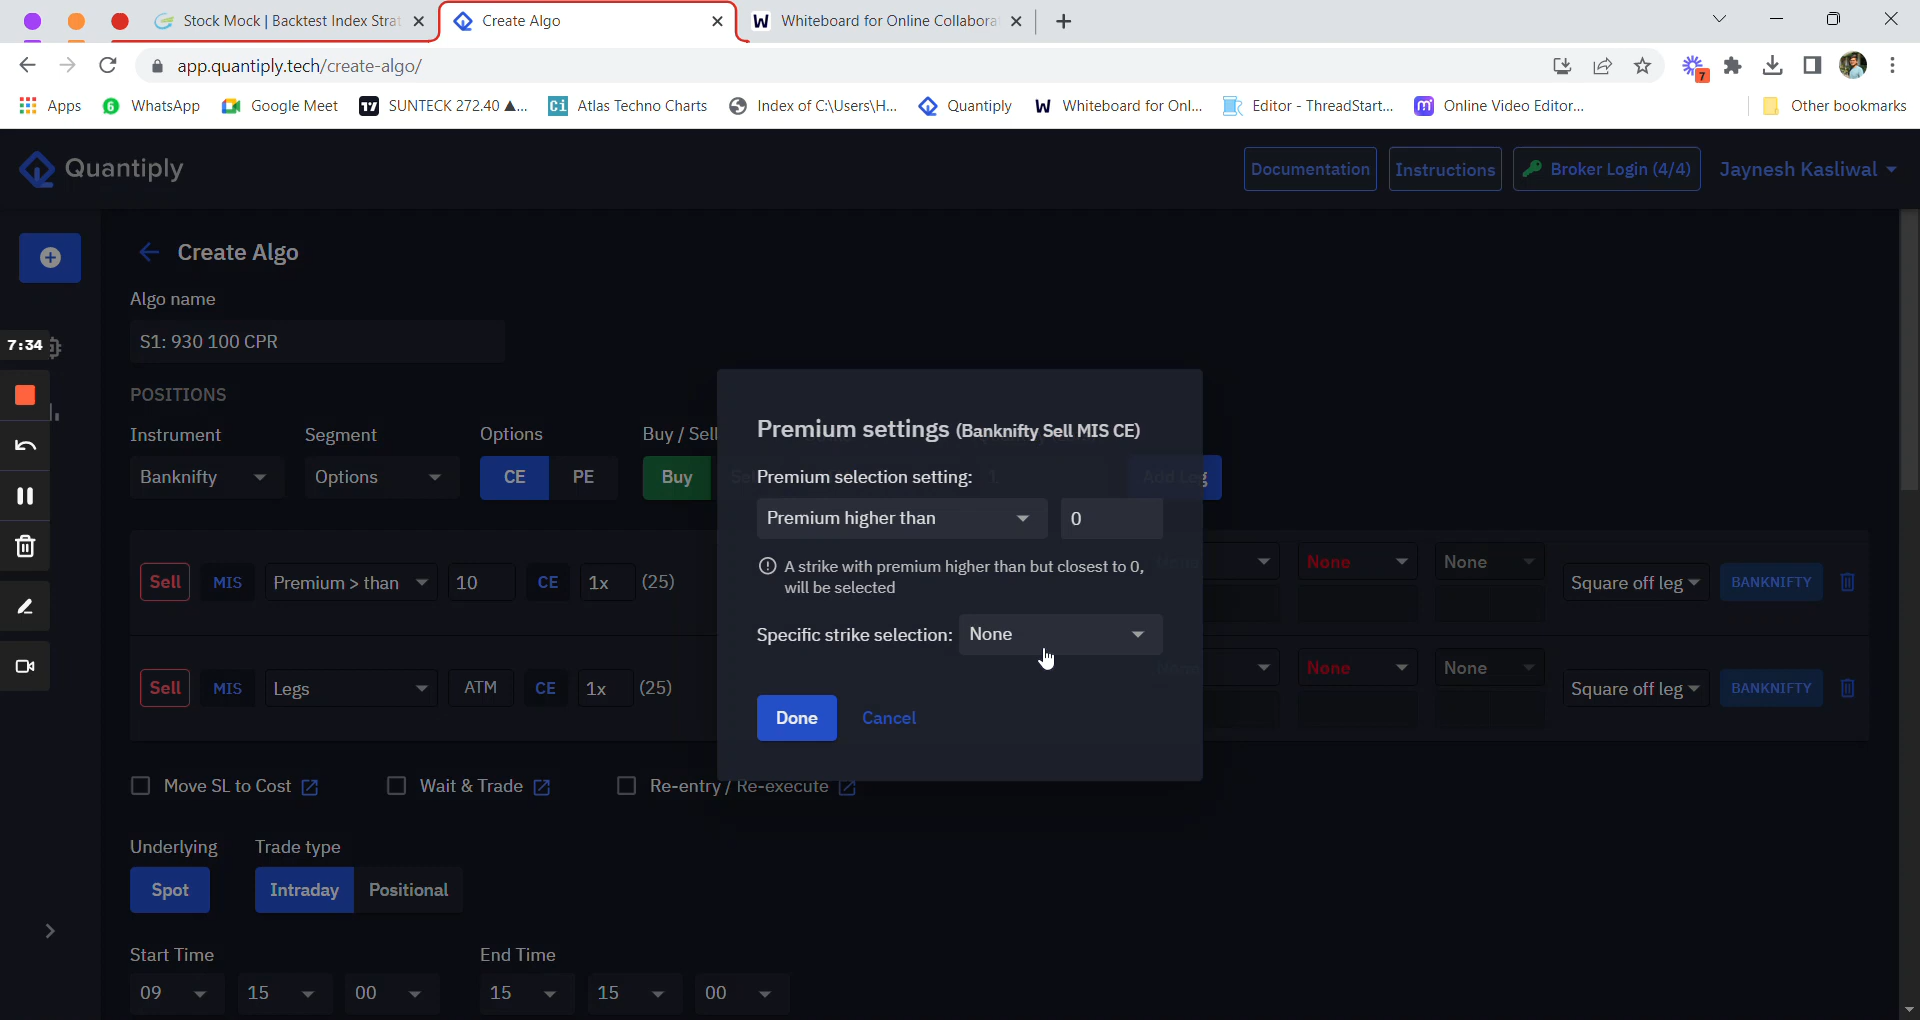 Stock Mock | Backtest Index Strat
Create Algo
Whiteboard for Online Collabora
app.quantiply.tech/create-algo/
7
Apps
WhatsApp
Google Meet
SUNTECK 272.40 ▲...
Atlas Techno Charts
Index of C:\Users\H...
Quantiply
Whiteboard for Onl...
Editor - ThreadStart...
Online Video Editor...
Other bookmarks
Quantiply
Documentation
Instructions
Broker Login (4/4)
Jaynesh Kasliwal
Create Algo
Algo name
S1: 930 100 CPR
7:34
POSITIONS
Instrument
Segment
Options
Buy / Sell
Banknifty
Options
CE
PE
Buy
1
Add Leg
Premium settings (Banknifty Sell MIS CE)
Premium selection setting:
Premium higher than
0
A strike with premium higher than but closest to 0,
will be selected
Specific strike selection:
None
Done
Cancel
Sell
MIS
Premium > than
10
CE
1x
(25)
None
None
None
Square off leg
BANKNIFTY
Sell
MIS
Legs
ATM
CE
1x
(25)
None
None
None
Square off leg
BANKNIFTY
Move SL to Cost
Wait & Trade
Re-entry / Re-execute
Underlying
Trade type
Spot
Intraday
Positional
Start Time
End Time
09
15
00
15
15
00